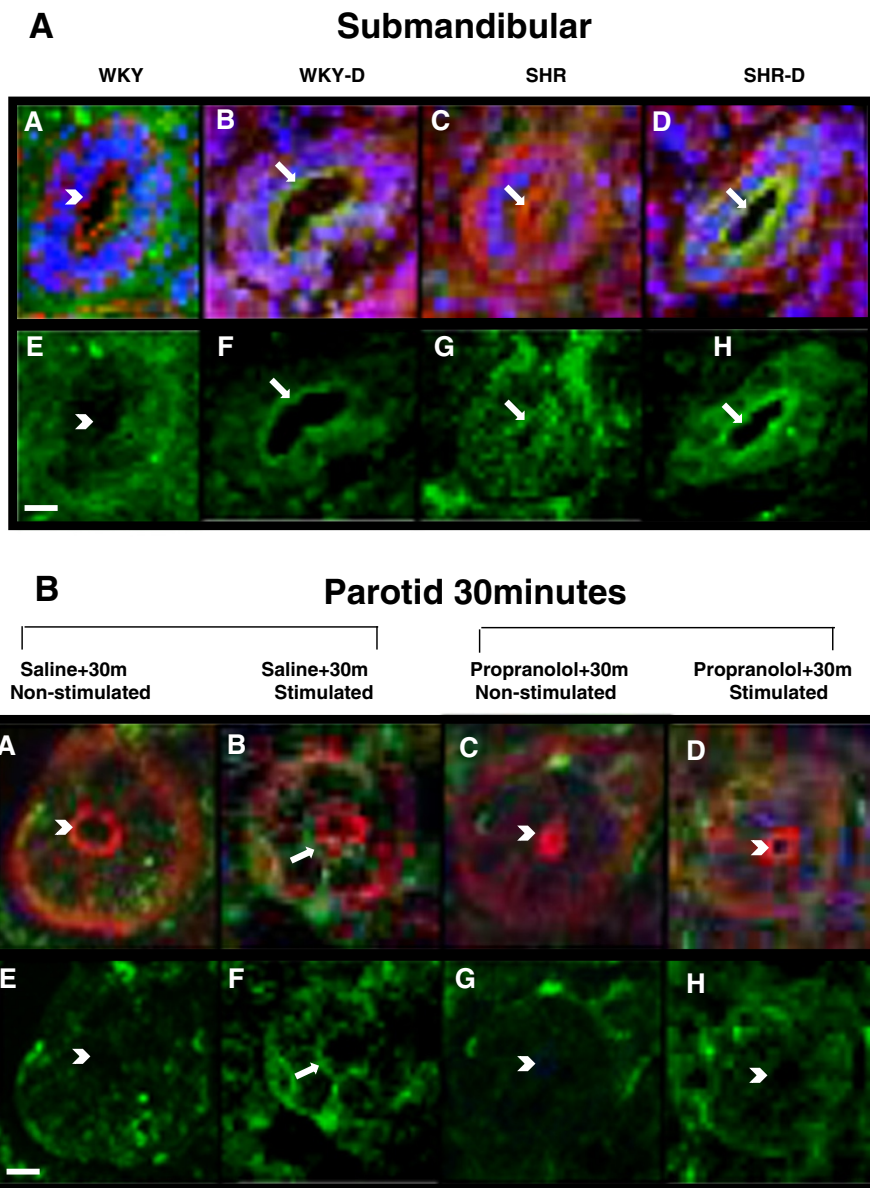 A Submandibular
WKY WKY-D SHR SHR-D
A B C D
E F G H
B Parotid 30minutes
Saline+30m Saline+30m Propranolol+30m Propranolol+30m
Non-stimulated Stimulated Non-stimulated Stimulated
A B C D
E F G H